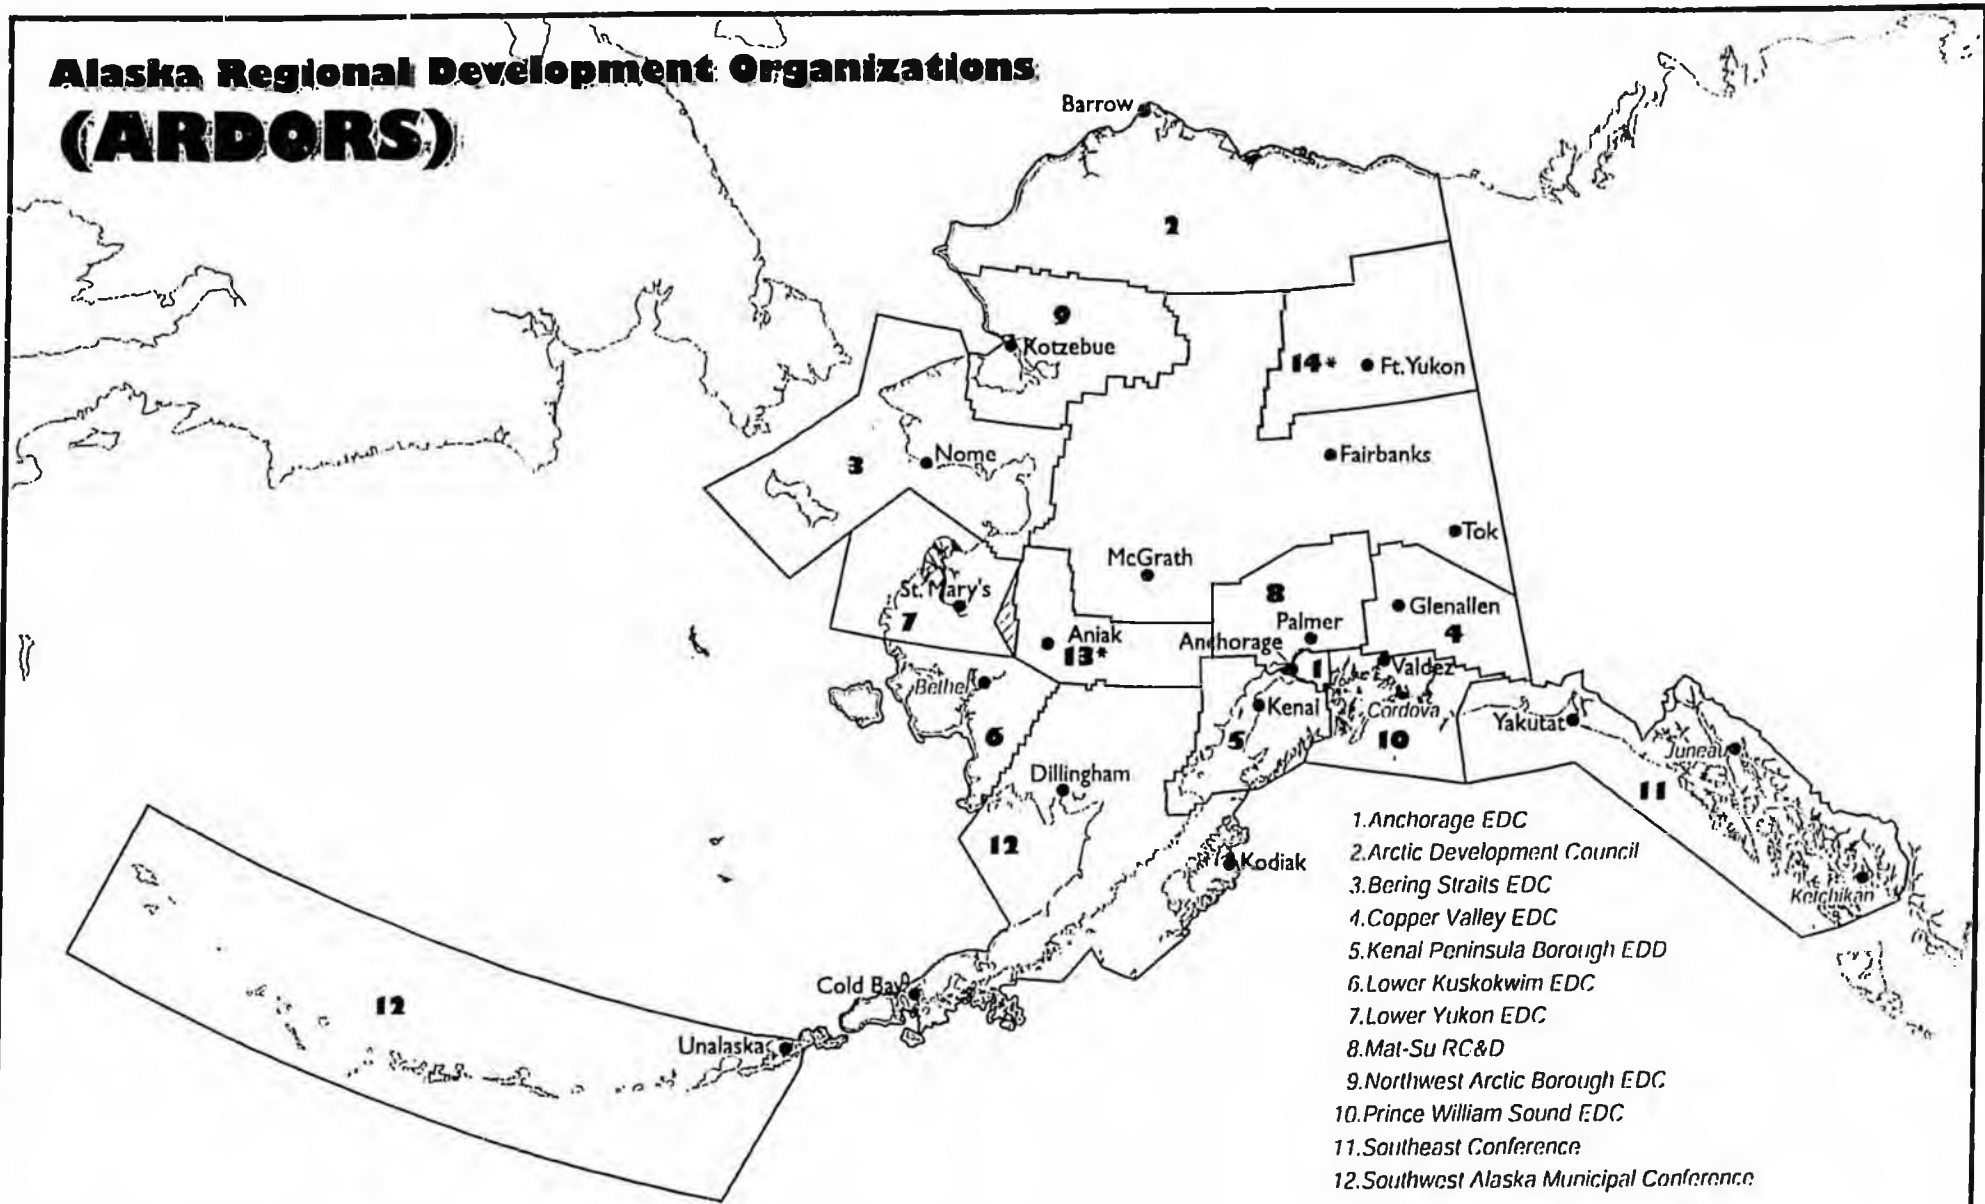 Alaska Regional Development Organizations
(ARDORS)
Barrow
2
9
Kotzebue
14*
Ft. Yukon
Fairbanks
Nome
3
Tok
McGrath
St. Mary's
8
Glenallen
7
Palmer
4
Aniak
Anchorage
13*
1
Valdez
Bethel
Kenai
Cordova
Yakutat
6
5
10
Juneau
Dillingham
11
12
Kodiak
Ketchikan
Cold Bay
12
Unalaska
1.Anchorage EDC
2.Arctic Development Council
3.Bering Straits EDC
4.Copper Valley EDC
5.Kenai Peninsula Borough EDD
6.Lower Kuskokwim EDC
7.Lower Yukon EDC
8.Mat-Su RC&D
9.Northwest Arctic Borough EDC
10.Prince William Sound EDC
11.Southeast Conference
12.Southwest Alaska Municipal Conference